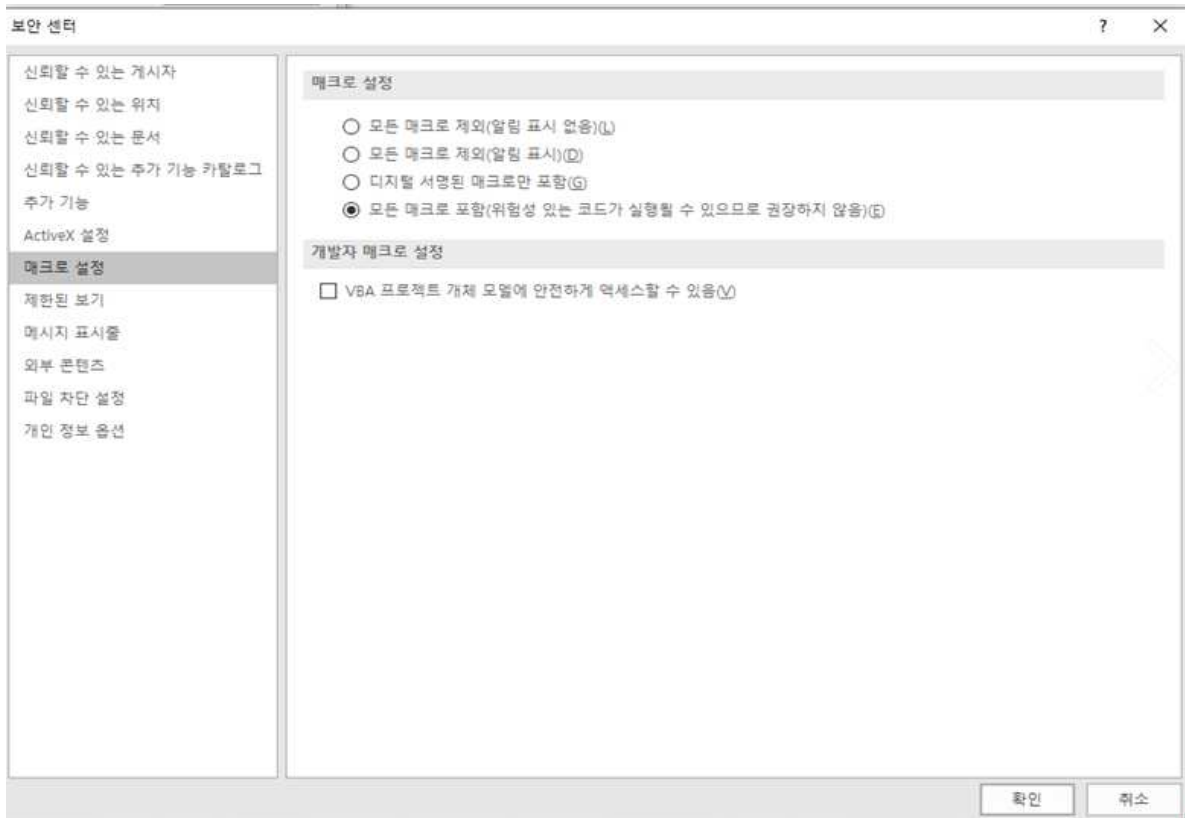 보안 센터
? ×
신뢰할 수 있는 게시자
신뢰할 수 있는 위치
신뢰할 수 있는 문서
신뢰할 수 있는 추가 기능 카탈로그
추가 기능
ActiveX 설정
매크로 설정
제한된 보기
메시지 표시줄
외부 콘텐츠
파일 차단 설정
개인 정보 옵션
매크로 설정
모든 매크로 제외(알림 표시 없음)(L)
모든 매크로 제외(알림 표시)(D)
디지털 서명된 매크로만 포함(G)
모든 매크로 포함(위험성 있는 코드가 실행될 수 있으므로 권장하지 않음)(E)
개발자 매크로 설정
VBA 프로젝트 개체 모델에 안전하게 액세스할 수 있음(V)
확인
취소